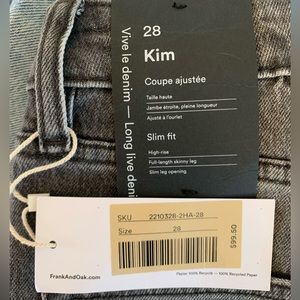 Vive le denim — Long live deni
28
Kim
Coupe ajustée
Taille haute
Jambe étroite, pleine longueur
Ajusté à l'ourlet
Slim fit
High-rise
Full-length skinny leg
Slim leg opening
SKU 2210326-2HA-28
Size 28
$99.50
FrankAndOak.com
Papier 100% Recyclé — 100% Recycled Paper